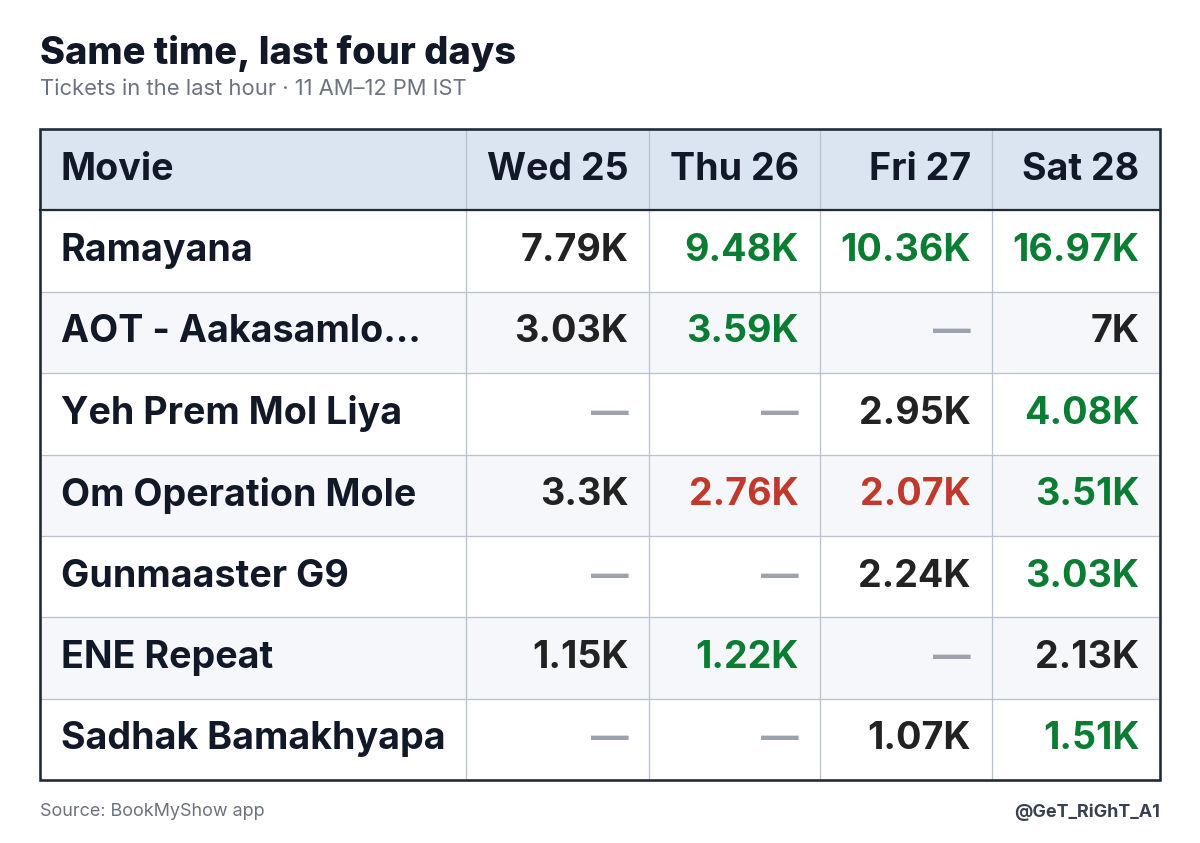 Same time, last four days
Tickets in the last hour · 11 AM–12 PM IST
Movie Wed 25 Thu 26 Fri 27 Sat 28
Ramayana 7.79K 9.48K 10.36K 16.97K
AOT - Aakasamlo... 3.03K 3.59K — 7K
Yeh Prem Mol Liya — — 2.95K 4.08K
Om Operation Mole 3.3K 2.76K 2.07K 3.51K
Gunmaaster G9 — — 2.24K 3.03K
ENE Repeat 1.15K 1.22K — 2.13K
Sadhak Bamakhyapa — — 1.07K 1.51K
Source: BookMyShow app @GeT_RiGhT_A1